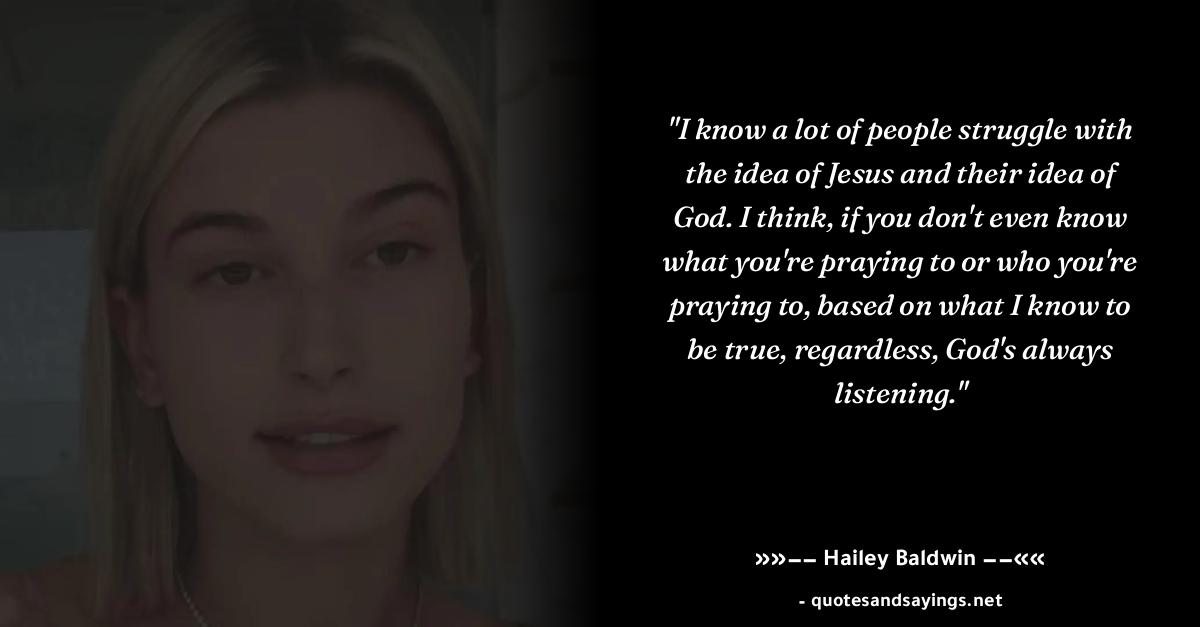 "I know a lot of people struggle with
the idea of Jesus and their idea of
God. I think, if you don't even know
what you're praying to or who you're
praying to, based on what I know to
be true, regardless, God's always
listening."
»»–– Hailey Baldwin ––««
- quotesandsayings.net